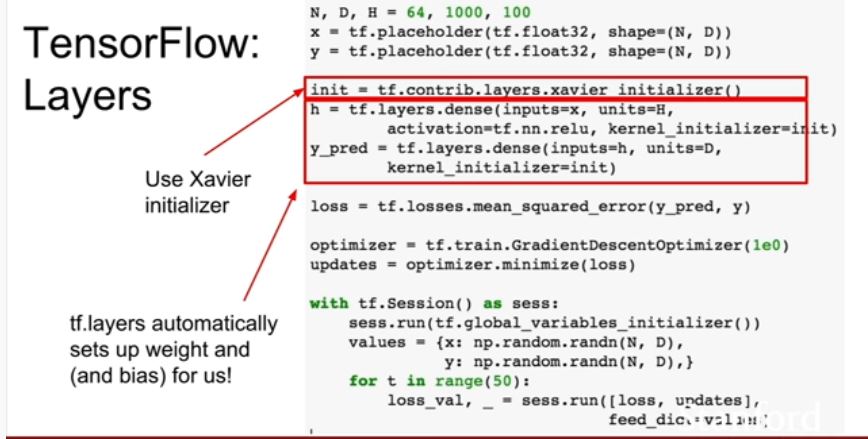 TensorFlow:
Layers
Use Xavier
initializer
tf.layers automatically
sets up weight and
(and bias) for us!
N, D, H = 64, 1000, 100
x = tf.placeholder(tf.float32, shape=(N, D))
y = tf.placeholder(tf.float32, shape=(N, D))
init = tf.contrib.layers.xavier_initializer()
h = tf.layers.dense(inputs=x, units=H,
activation=tf.nn.relu, kernel_initializer=init)
y_pred = tf.layers.dense(inputs=h, units=D,
kernel_initializer=init)
loss = tf.losses.mean_squared_error(y_pred, y)
optimizer = tf.train.GradientDescentOptimizer(1e0)
updates = optimizer.minimize(loss)
with tf.Session() as sess:
sess.run(tf.global_variables_initializer())
values = {x: np.random.randn(N, D),
y: np.random.randn(N, D),}
for t in range(50):
loss_val, _ = sess.run([loss, updates],
feed_dict=values)